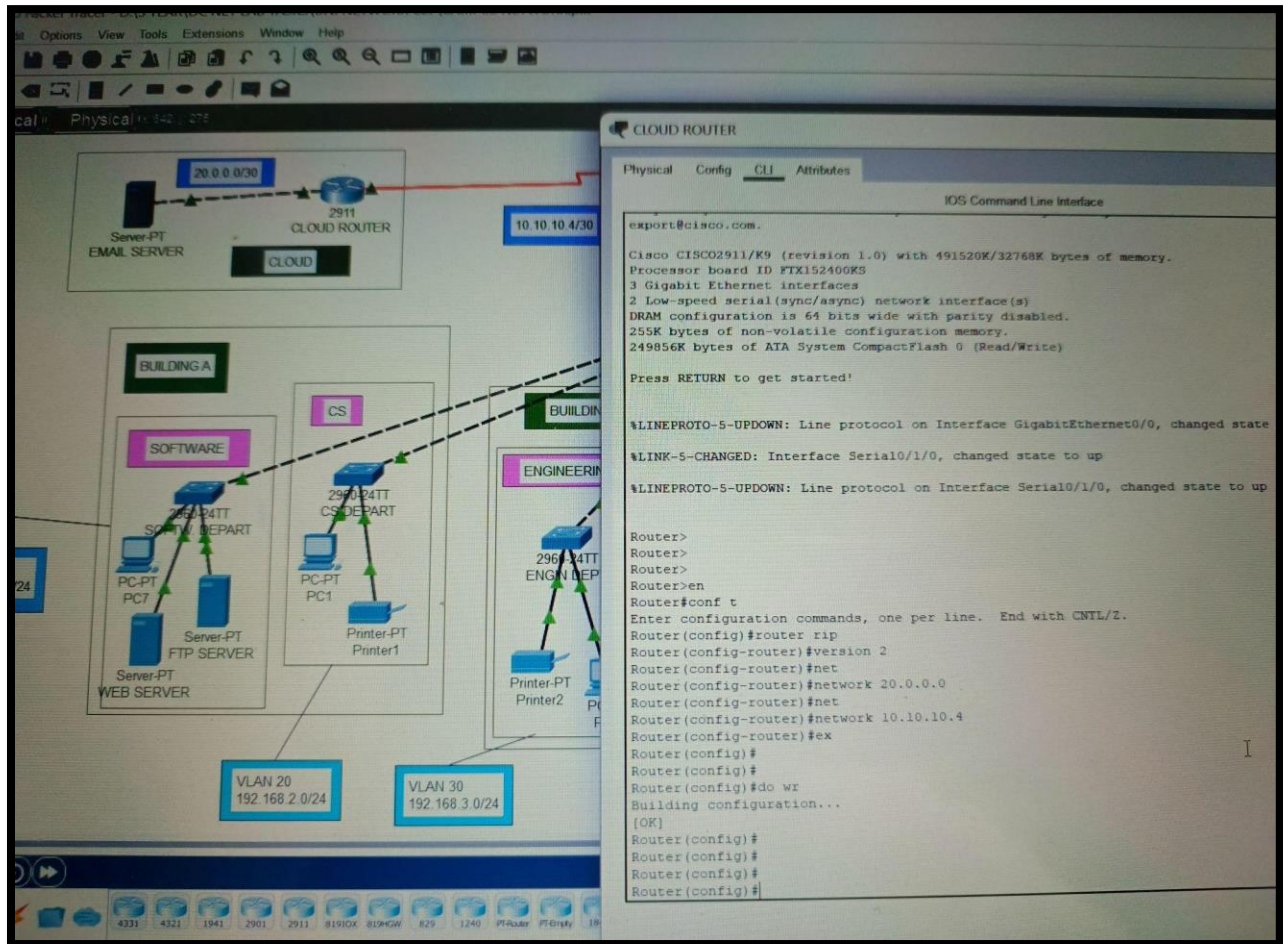 Options View Tools Extensions Window Help
Physical
20.0.0.0/30
2911
CLOUD ROUTER
Server-PT
EMAIL SERVER
CLOUD
10.10.10.4/30
BUILDING A
CS
SOFTWARE
2960-24TT
CS DEPART
2960-24TT
SOFTW. DEPART
PC-PT
PC7
PC-PT
PC1
Server-PT
FTP SERVER
Printer-PT
Printer1
Server-PT
WEB SERVER
/24
BUIILDIN
ENGINEERIN
2960-24TT
ENGIN DEP
Printer-PT
Printer2
VLAN 20
192.168.2.0/24
VLAN 30
192.168.3.0/24
4331 4321 1941 2901 2911 819IOX 819HGW 829 1240 PT-Router PT-Empty
CLOUD ROUTER
Physical Config CLI Attributes
IOS Command Line Interface
export@cisco.com.
Cisco CISCO2911/K9 (revision 1.0) with 491520K/32768K bytes of memory.
Processor board ID FTX152400KS
3 Gigabit Ethernet interfaces
2 Low-speed serial(sync/async) network interface(s)
DRAM configuration is 64 bits wide with parity disabled.
255K bytes of non-volatile configuration memory.
249856K bytes of ATA System CompactFlash 0 (Read/Write)
Press RETURN to get started!
%LINEPROTO-5-UPDOWN: Line protocol on Interface GigabitEthernet0/0, changed state
%LINK-5-CHANGED: Interface Serial0/1/0, changed state to up
%LINEPROTO-5-UPDOWN: Line protocol on Interface Serial0/1/0, changed state to up
Router>
Router>
Router>
Router>en
Router#conf t
Enter configuration commands, one per line. End with CNTL/Z.
Router(config)#router rip
Router(config-router)#version 2
Router(config-router)#net
Router(config-router)#network 20.0.0.0
Router(config-router)#net
Router(config-router)#network 10.10.10.4
Router(config-router)#ex
Router(config)#
Router(config)#
Router(config)#do wr
Building configuration...
[OK]
Router(config)#
Router(config)#
Router(config)#
Router(config)#